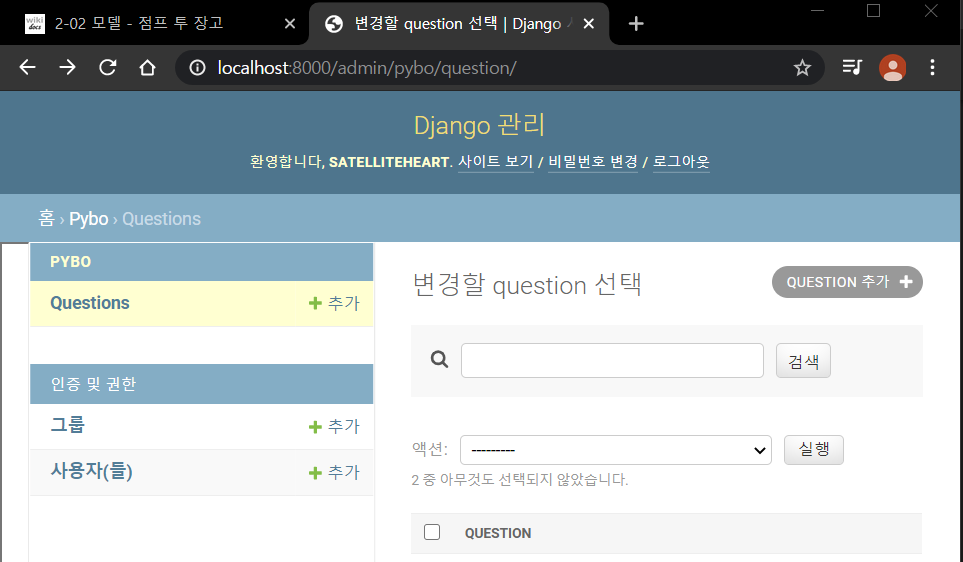 wiki docs 2-02 모델 - 점프 투 장고
변경할 question 선택 | Django
localhost:8000/admin/pybo/question/
Django 관리
환영합니다, SATELLITEHEART. 사이트 보기 / 비밀번호 변경 / 로그아웃
홈 › Pybo › Questions
PYBO
Questions 추가
인증 및 권한
그룹 추가
사용자(들) 추가
변경할 question 선택
QUESTION 추가
검색
액션: --------- 실행
2 중 아무것도 선택되지 않았습니다.
QUESTION